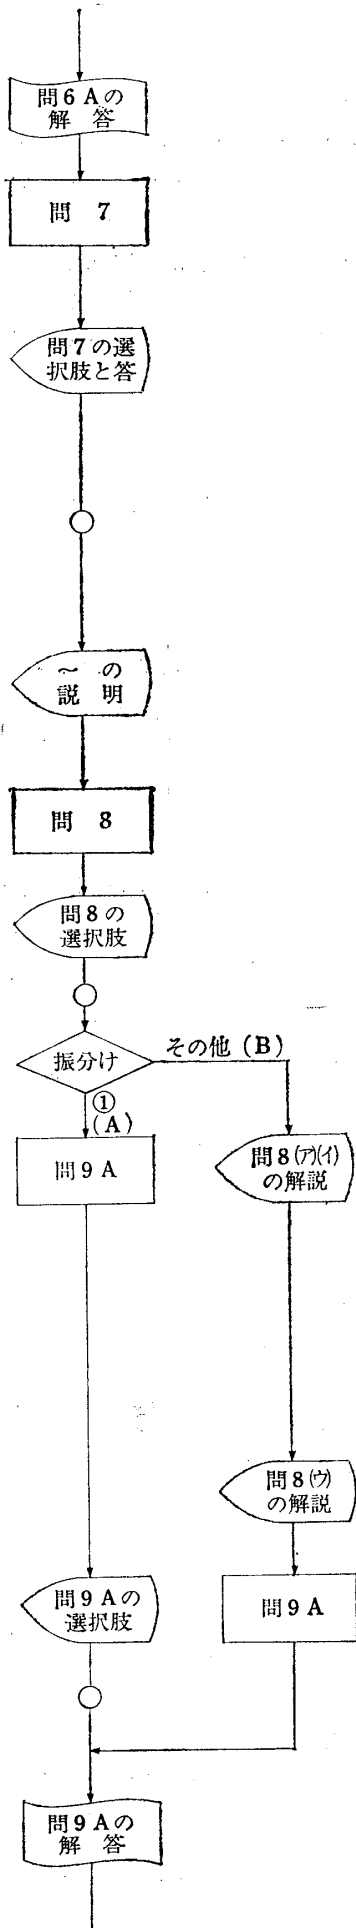 問6Aの
解 答
問 7
問7の選
択肢と答
〜 の
説 明
問 8
問8の
選択肢
振分け
その他 (B)
①
(A)
問9A
問8(ア)(イ)
の解説
問8(ウ)
の解説
問9Aの
選択肢
問9A
問9Aの
解 答